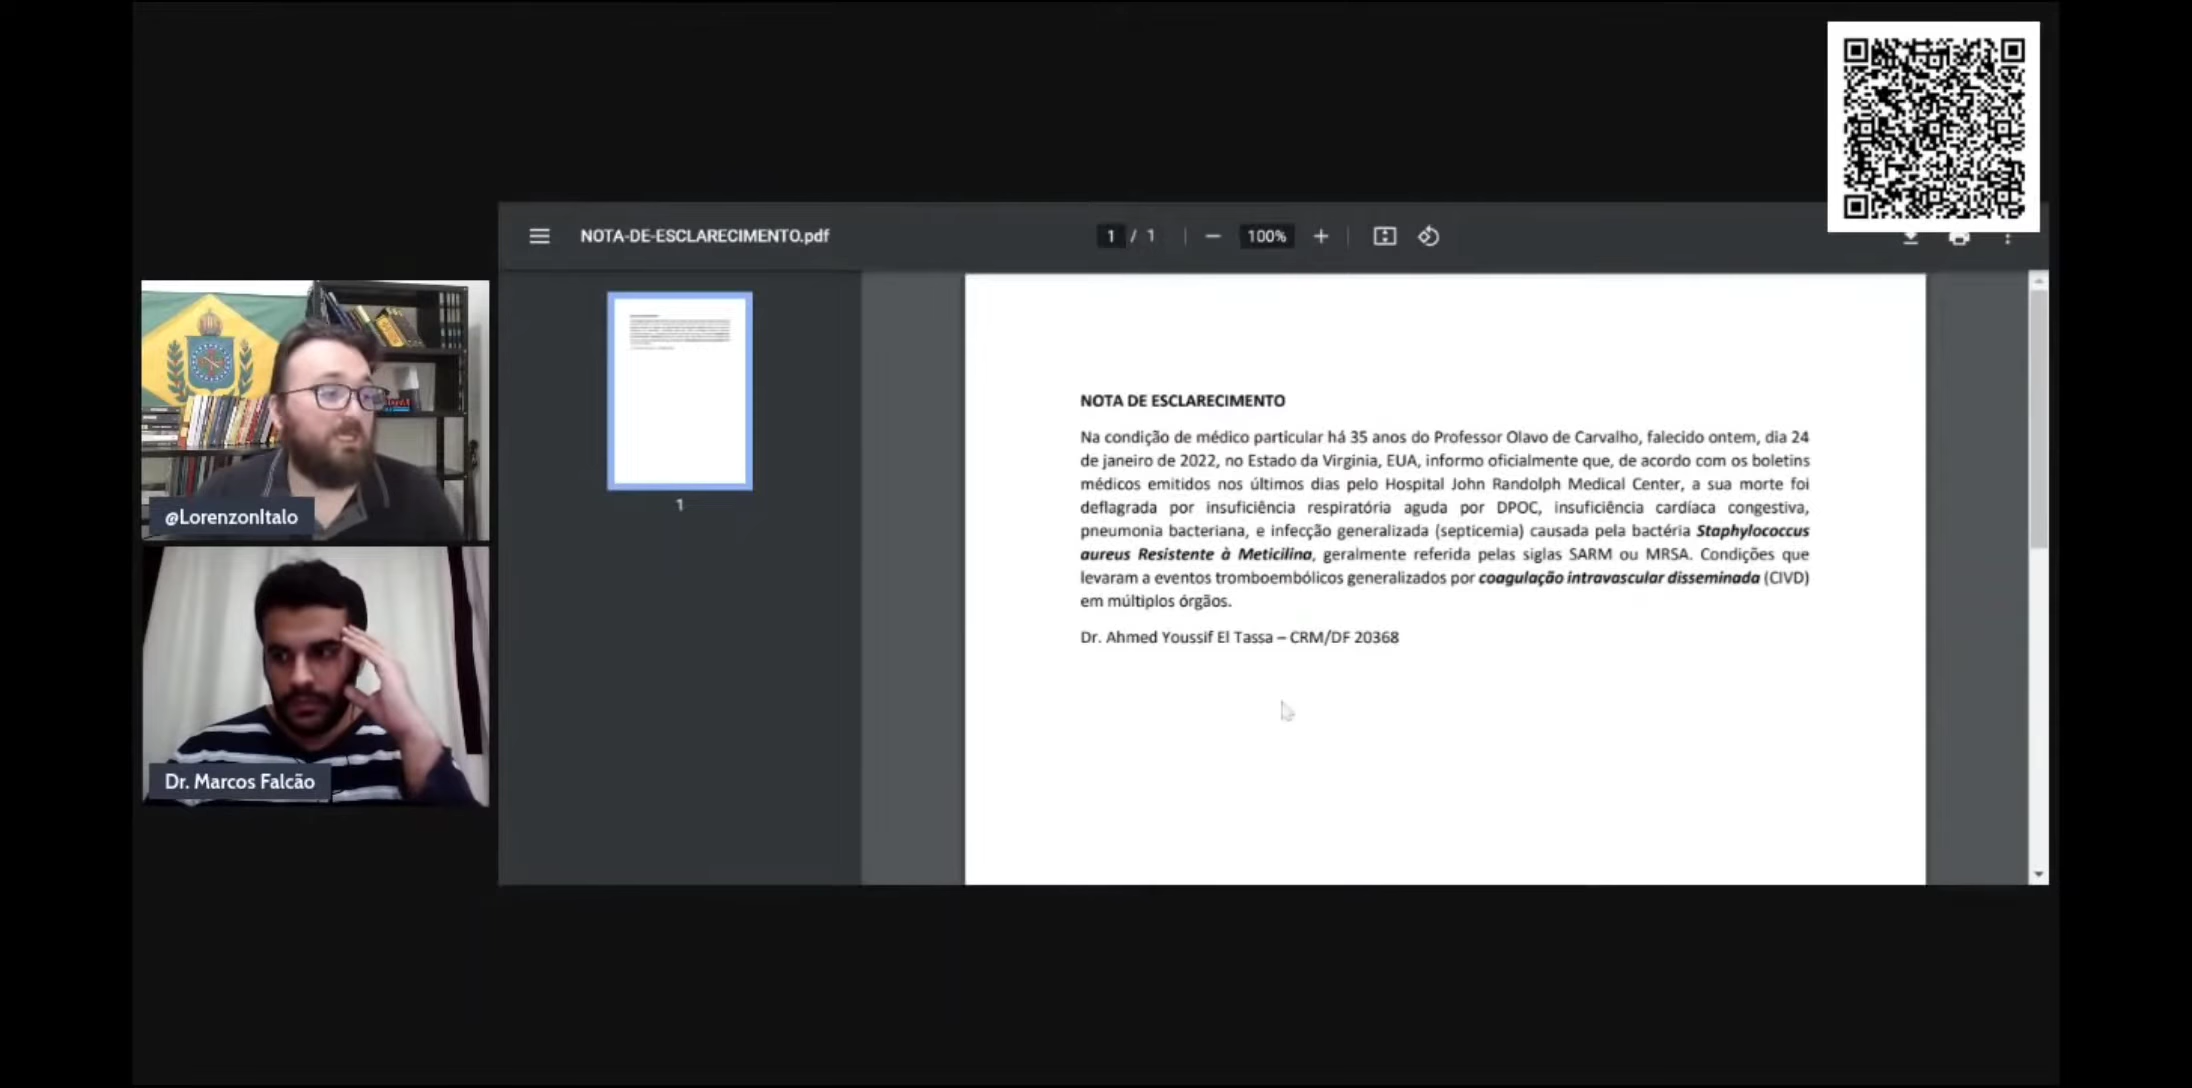 NOTA-DE-ESCLARECIMENTO.pdf
1 / 1
100%
1
@LorenzonItalo
Dr. Marcos Falcão
NOTA DE ESCLARECIMENTO
Na condição de médico particular há 35 anos do Professor Olavo de Carvalho, falecido ontem, dia 24
de janeiro de 2022, no Estado da Virginia, EUA, informo oficialmente que, de acordo com os boletins
médicos emitidos nos últimos dias pelo Hospital John Randolph Medical Center, a sua morte foi
deflagrada por insuficiência respiratória aguda por DPOC, insuficiência cardíaca congestiva,
pneumonia bacteriana, e infecção generalizada (septicemia) causada pela bactéria Staphylococcus
aureus Resistente à Meticilina, geralmente referida pelas siglas SARM ou MRSA. Condições que
levaram a eventos tromboembólicos generalizados por coagulação intravascular disseminada (CIVD)
em múltiplos órgãos.
Dr. Ahmed Youssif El Tassa – CRM/DF 20368